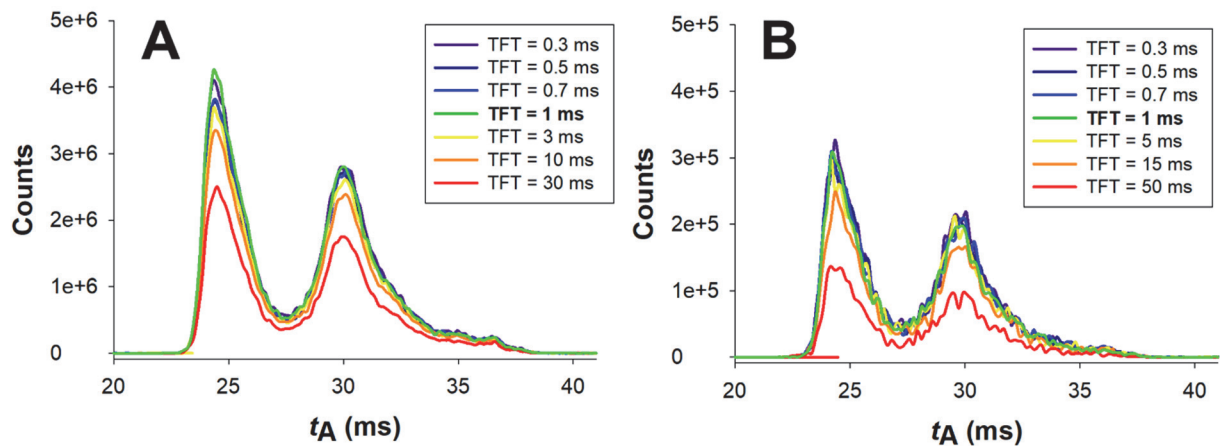 A
6e+6
5e+6
4e+6
3e+6
2e+6
1e+6
0
Counts
20
25
30
35
40
tA (ms)
TFT = 0.3 ms
TFT = 0.5 ms
TFT = 0.7 ms
TFT = 1 ms
TFT = 3 ms
TFT = 10 ms
TFT = 30 ms
B
5e+5
4e+5
3e+5
2e+5
1e+5
0
Counts
20
25
30
35
40
tA (ms)
TFT = 0.3 ms
TFT = 0.5 ms
TFT = 0.7 ms
TFT = 1 ms
TFT = 5 ms
TFT = 15 ms
TFT = 50 ms